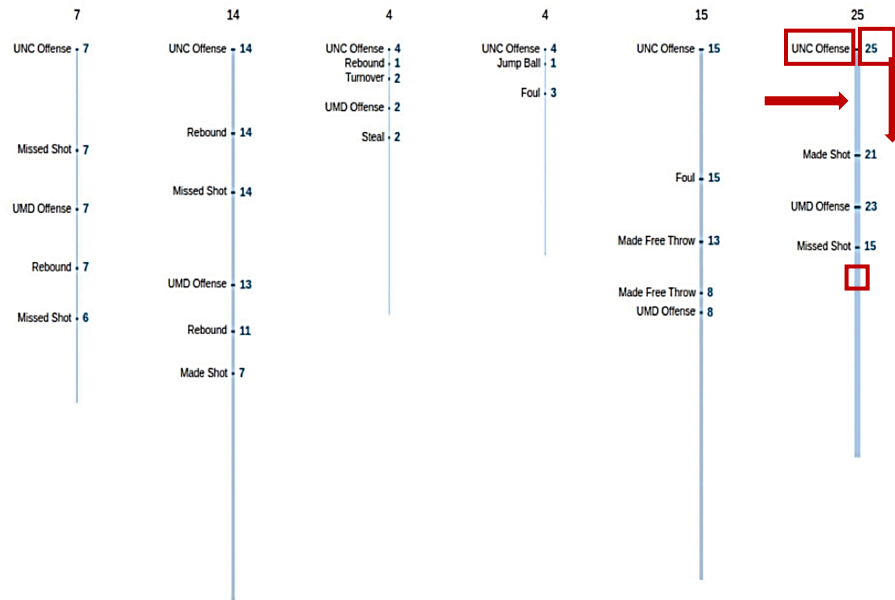 7
UNC Offense 7
Missed Shot 7
UMD Offense 7
Rebound 7
Missed Shot 6
14
UNC Offense 14
Rebound 14
Missed Shot 14
UMD Offense 13
Rebound 11
Made Shot 7
4
UNC Offense 4
Rebound 1
Turnover 2
UMD Offense 2
Steal 2
4
UNC Offense 4
Jump Ball 1
Foul 3
15
UNC Offense 15
Foul 15
Made Free Throw 13
Made Free Throw 8
UMD Offense 8
25
UNC Offense 25
Made Shot 21
UMD Offense 23
Missed Shot 15